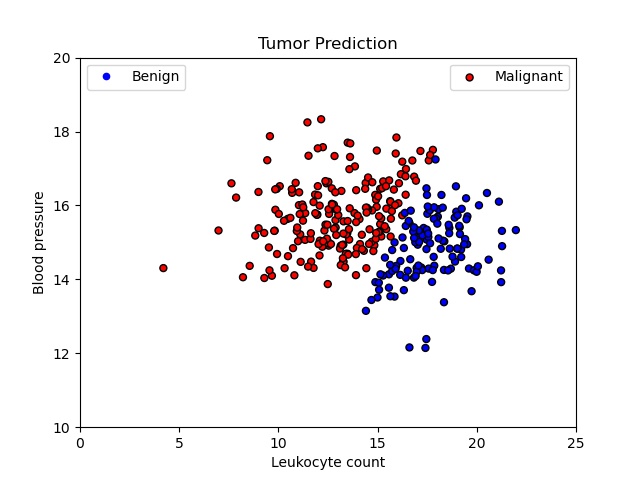 Tumor Prediction
Benign
Malignant
20
18
16
14
12
10
Blood pressure
0 5 10 15 20 25
Leukocyte count